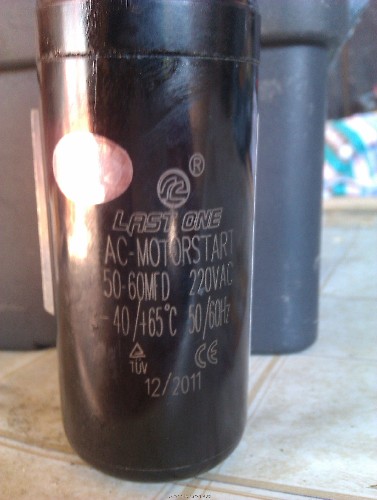 ®
LAST ONE
AC-MOTORSTART
50-60MFD 220VAC
-40/+65°C 50/60Hz
TUV CE
12/2011